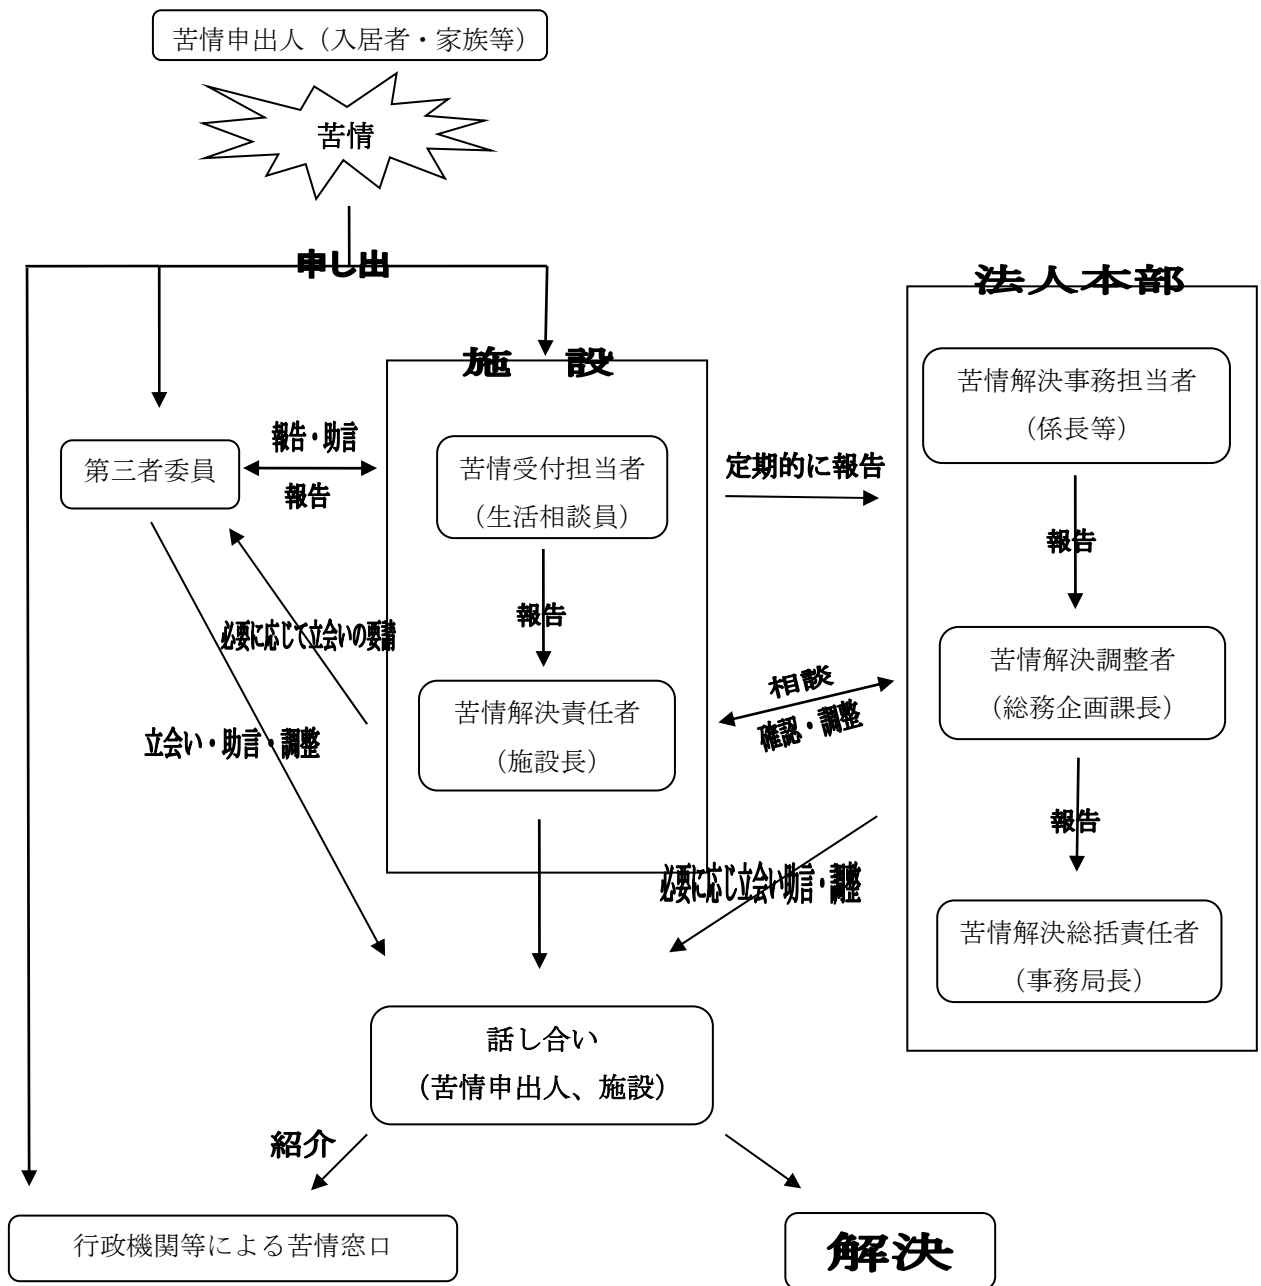 苦情申出人（入居者・家族等）
苦情
申し出
法人本部
施　設
苦情解決事務担当者
（係長等）
報告・助言
第三者委員
報告
苦情受付担当者
（生活相談員）
定期的に報告
報告
報告
必要に応じて立会いの要請
苦情解決調整者
（総務企画課長）
相談
確認・調整
苦情解決責任者
（施設長）
立会い・助言・調整
報告
必要に応じ立会い助言・調整
苦情解決総括責任者
（事務局長）
話し合い
（苦情申出人、施設）
紹介
行政機関等による苦情窓口
解決